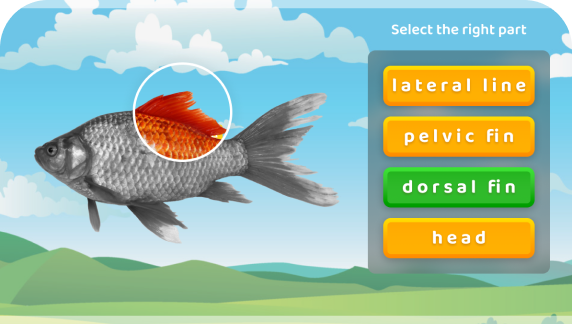 Select the right part
lateral line
pelvic fin
dorsal fin
head